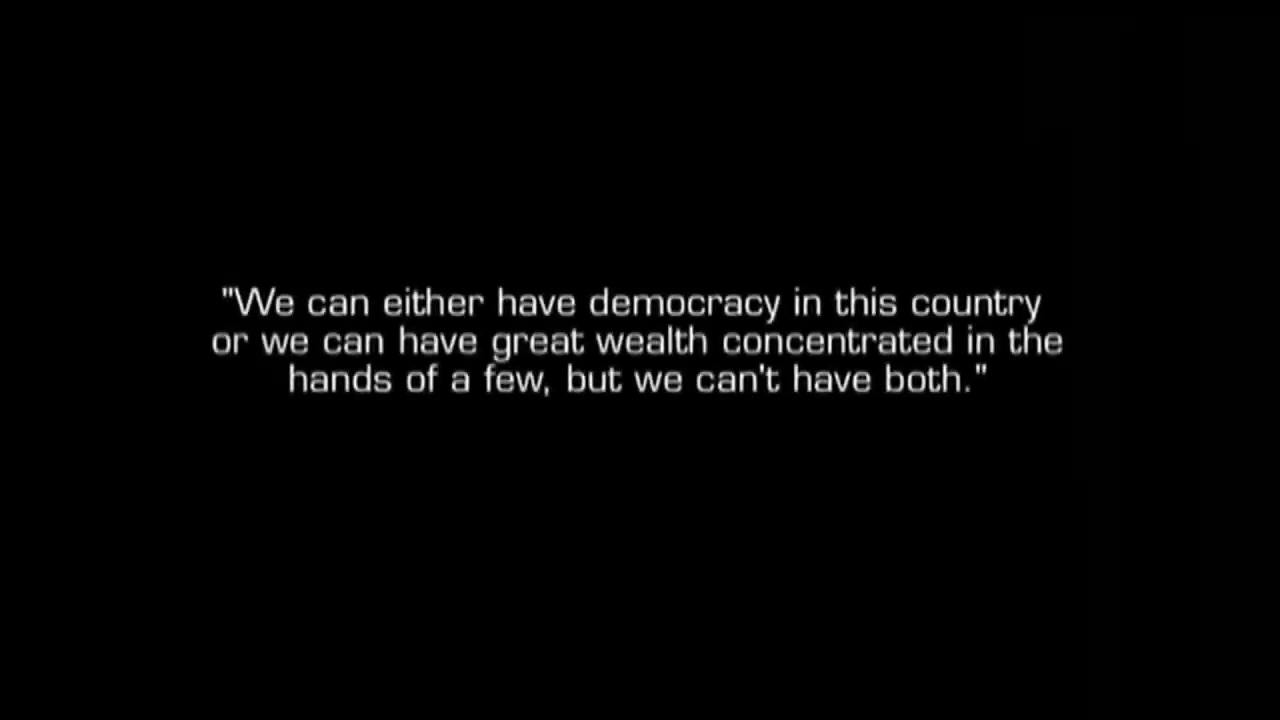 "We can either have democracy in this country
or we can have great wealth concentrated in the
hands of a few, but we can't have both."